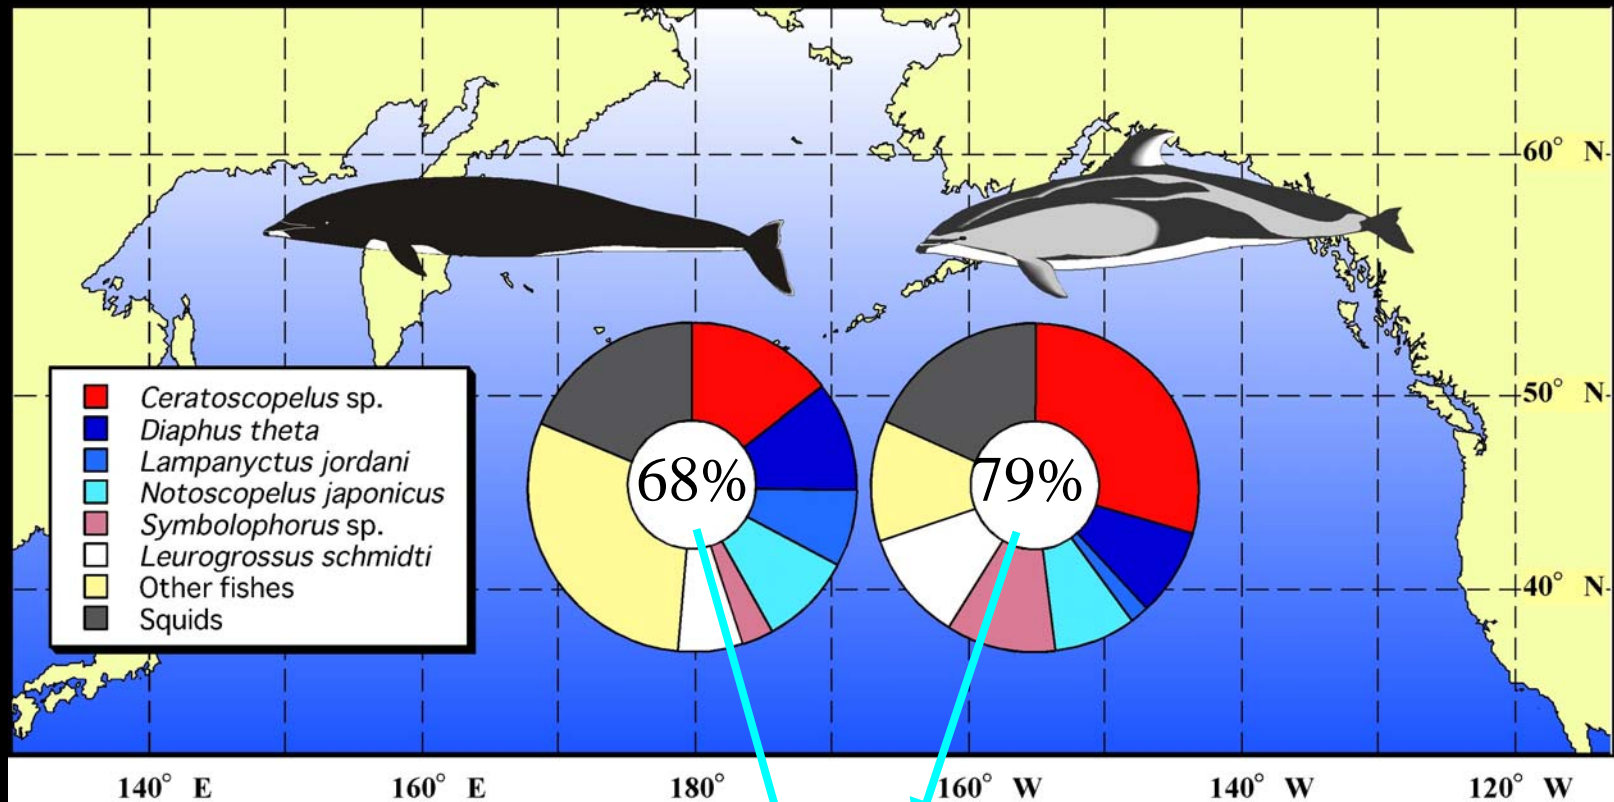 60° N
Ceratoscopelus sp.
Diaphus theta
Lampanyctus jordani
Notoscopelus japonicus
Symbolophorus sp.
Leurogrossus schmidti
Other fishes
Squids
68%
79%
50° N
40° N
140° E 160° E 180° 160° W 140° W 120° W